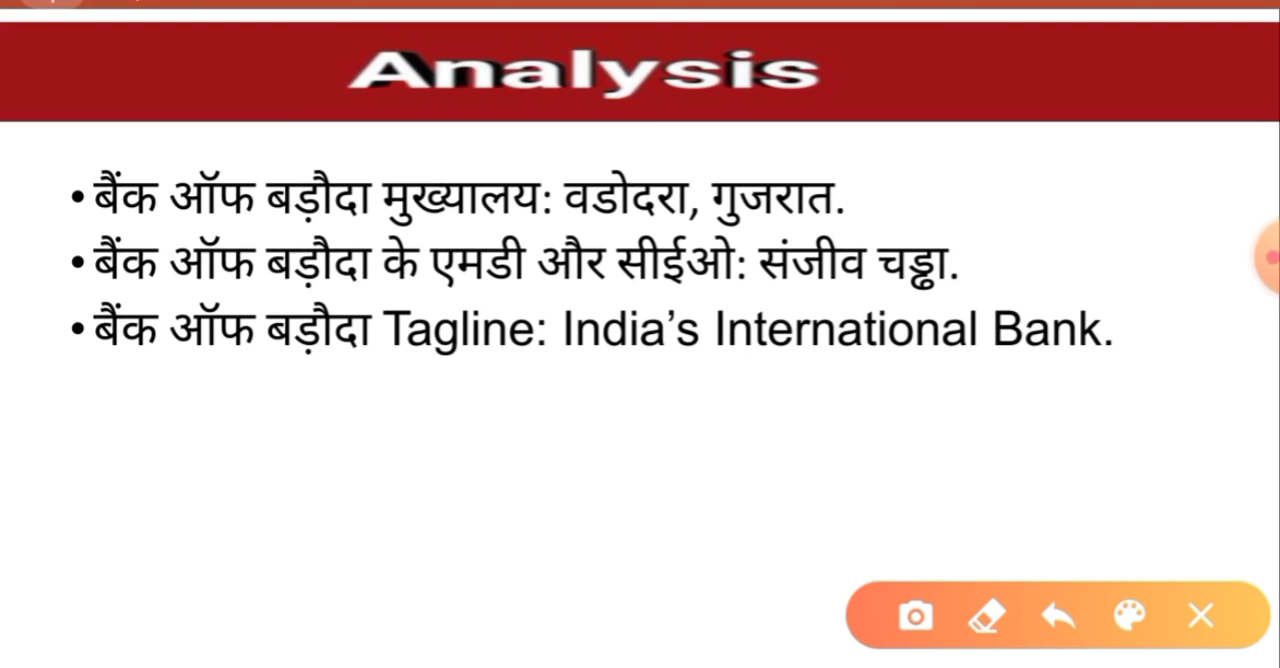 Analysis
• बैंक ऑफ बड़ौदा मुख्यालय: वडोदरा, गुजरात.
• बैंक ऑफ बड़ौदा के एमडी और सीईओ: संजीव चड्ढा.
• बैंक ऑफ बड़ौदा Tagline: India’s International Bank.